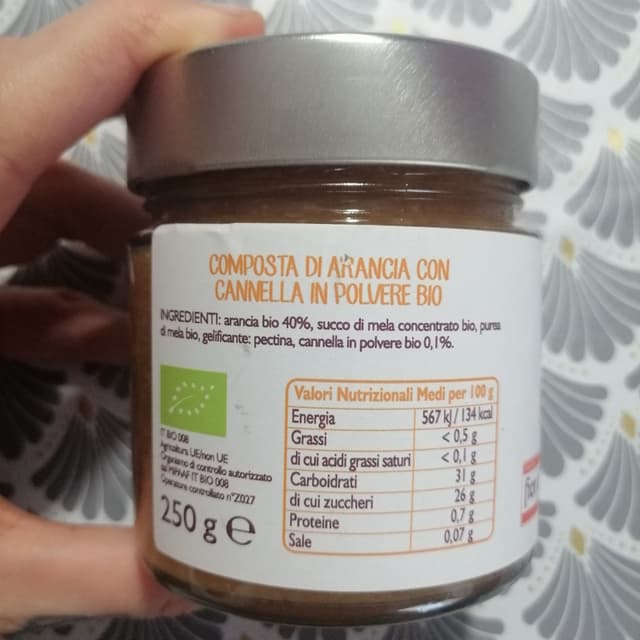 COMPOSTA DI ARANCIA CON
CANNELLA IN POLVERE BIO
INGREDIENTI: arancia bio 40%, succo di mela concentrato bio, purea
di mela bio, gelificante: pectina, cannella in polvere bio 0,1%.
Valori Nutrizionali Medi per 100 g
Energia 567 kJ / 134 kcal
Grassi < 0,5 g
di cui acidi grassi saturi < 0,1 g
Carboidrati 31 g
di cui zuccheri 26 g
Proteine 0,7 g
Sale 0,07 g
IT BIO 008
Agricoltura UE/non UE
Organismo di controllo autorizzato
dal MIPAAF IT BIO 008
Operatore controllato n°Z027
250 g e